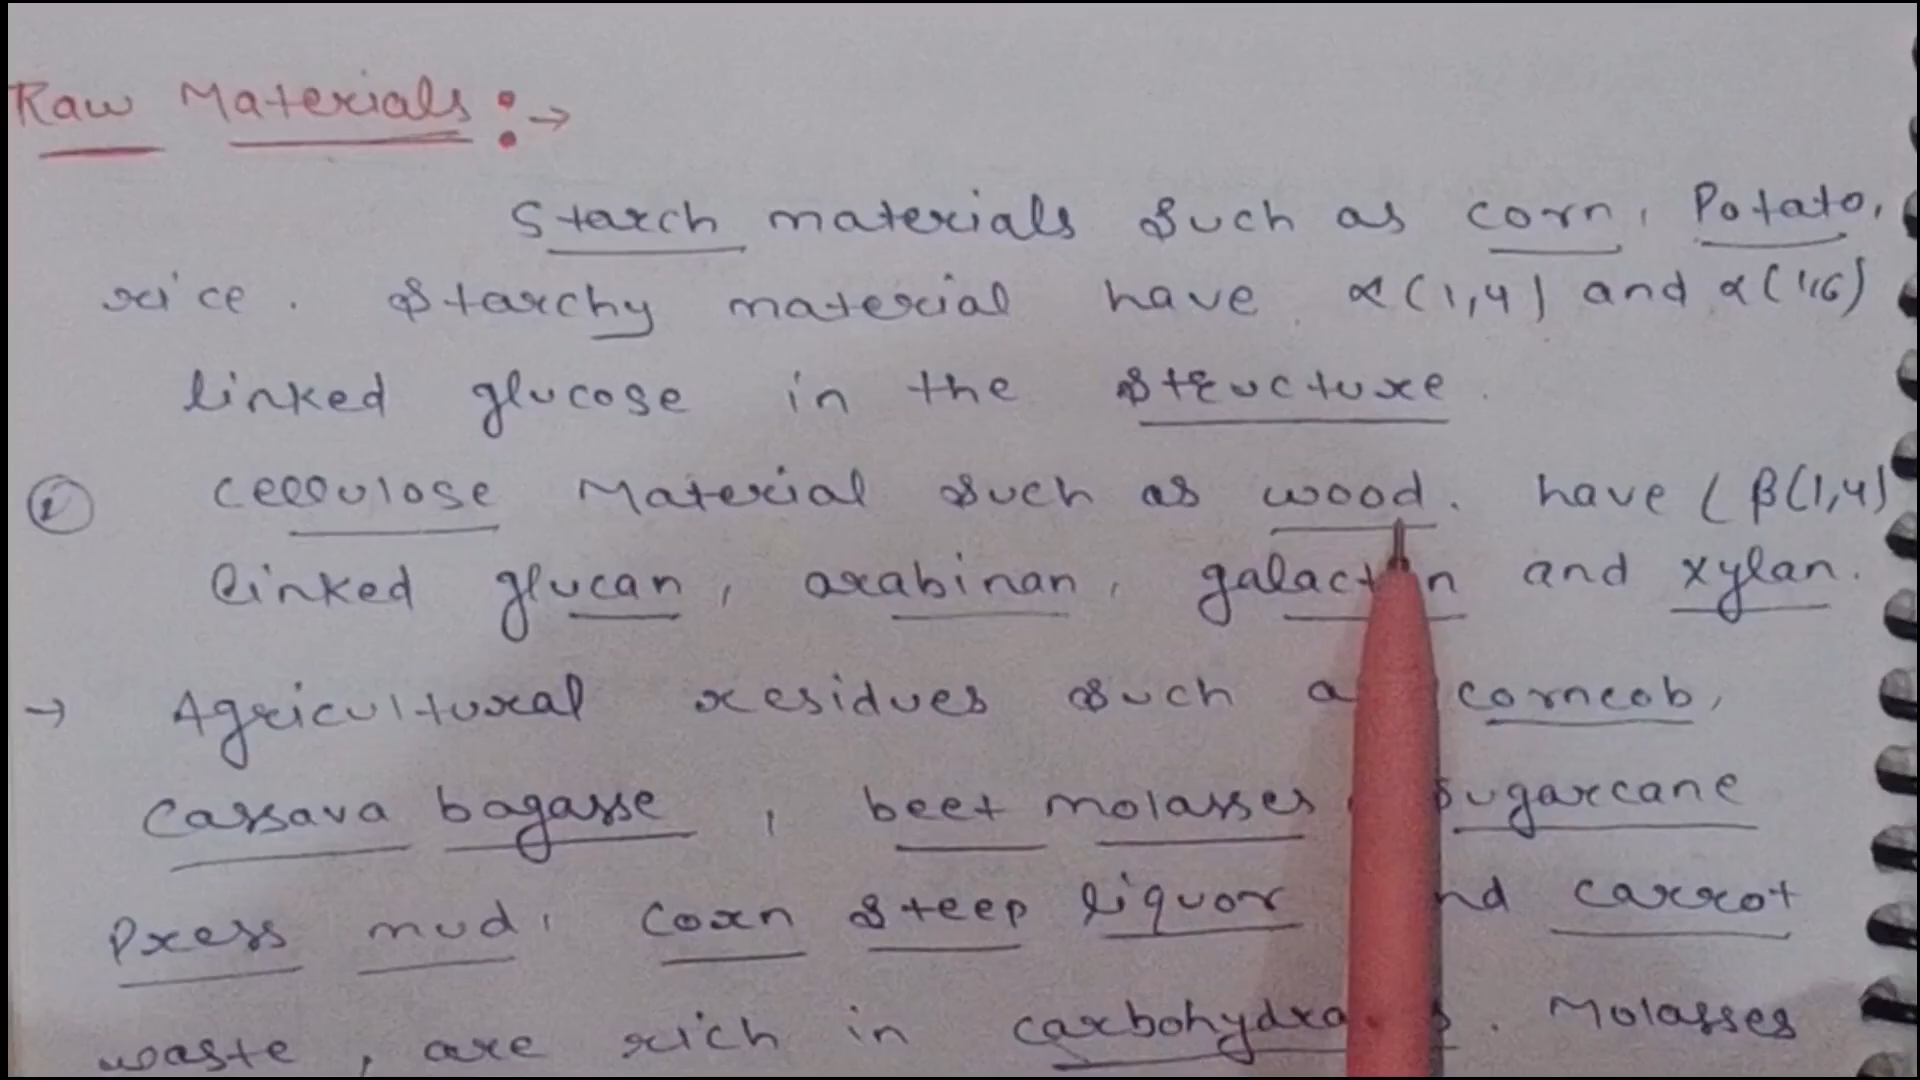 Raw Materials :→
Starch materials such as corn, Potato,
rice. Starchy material have α(1,4) and α(1,6)
linked glucose in the structure.
② Cellulose Material such as wood. have (β(1,4)
linked glucan, arabinan, and xylan.
→ Agricultural residues such corncob,
Cassava bagasse, beet molasses sugarcane
Press mud, Corn steep liquor carrot
waste, are rich in Molasses